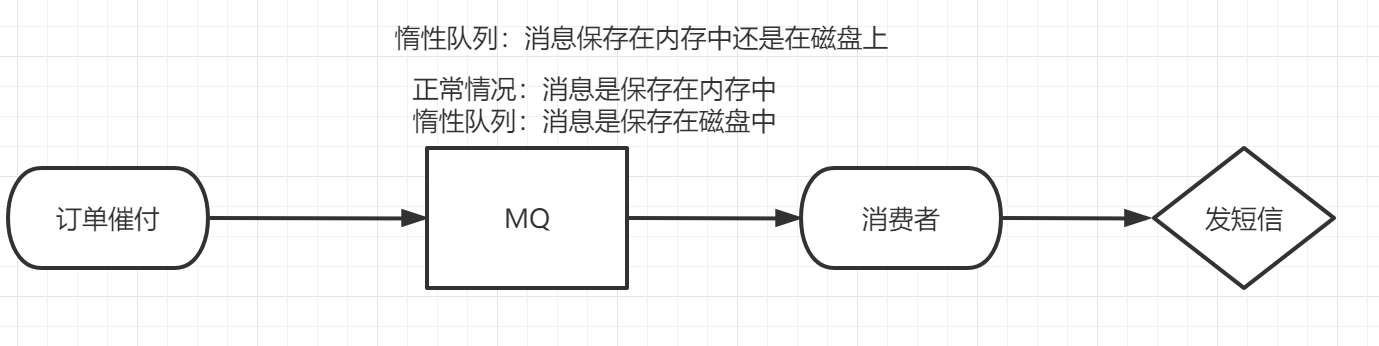 惰性队列：消息保存在内存中还是在磁盘上
正常情况：消息是保存在内存中
惰性队列：消息是保存在磁盘中
订单催付
MQ
消费者
发短信